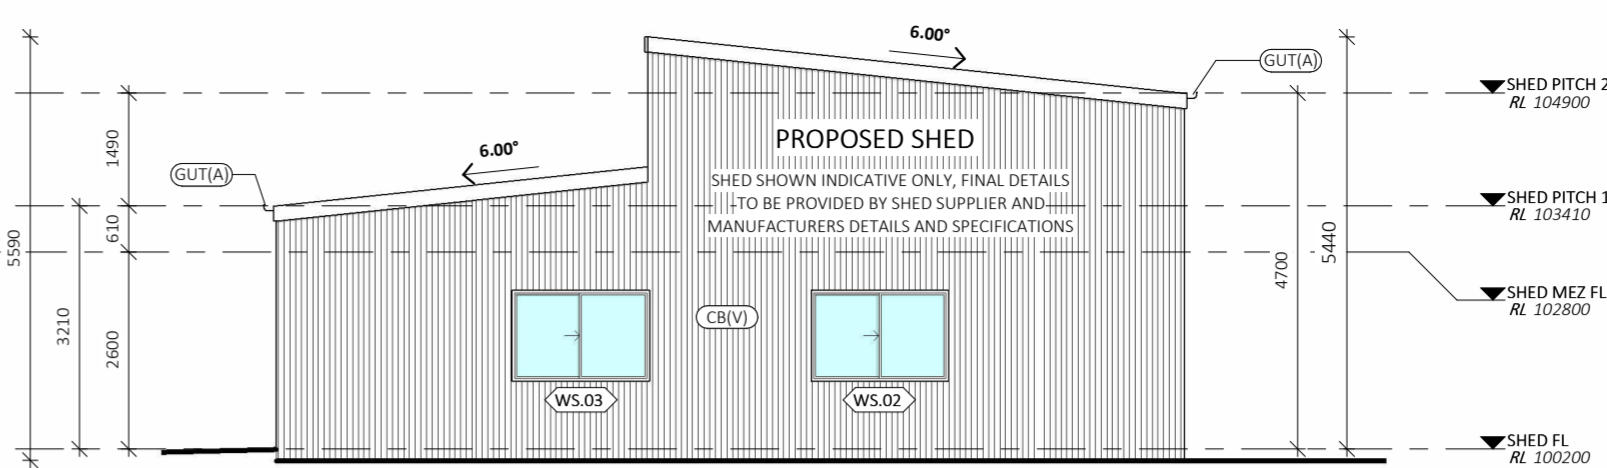 6.00°
GUT(A)
SHED PITCH 2
RL 104900
1490
PROPOSED SHED
6.00°
GUT(A)
SHED SHOWN INDICATIVE ONLY, FINAL DETAILS
TO BE PROVIDED BY SHED SUPPLIER AND
MANUFACTURERS DETAILS AND SPECIFICATIONS
SHED PITCH 1
RL 103410
610
5590
5440
4700
SHED MEZ FL
RL 102800
3210
2600
CB(V)
WS.03
WS.02
SHED FL
RL 100200